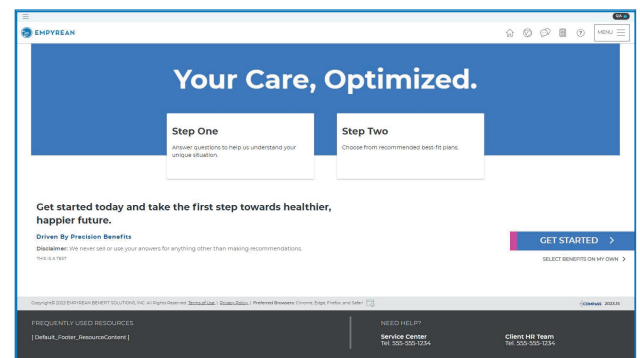 QA
EMPYREAN
MENU
Your Care, Optimized.
Step One
Answer questions to help us understand your
unique situation.
Step Two
Choose from recommended best-fit plans.
Get started today and take the first step towards healthier,
happier future.
Driven By Precision Benefits
Disclaimer: We never sell or use your answers for anything other than making recommendations.
THIS IS A TEST
GET STARTED >
SELECT BENEFITS ON MY OWN >
Copyright© 2023 EMPYREAN BENEFIT SOLUTIONS, INC. All Rights Reserved. Terms of Use | Privacy Policy | Preferred Browsers: Chrome, Edge, Firefox, and Safari
COMPASS 2023.15
FREQUENTLY USED RESOURCES
[ Default_Footer_ResourceContent ]
NEED HELP?
Service Center
Tel. 555-555-1234
Client HR Team
Tel. 555-555-1234